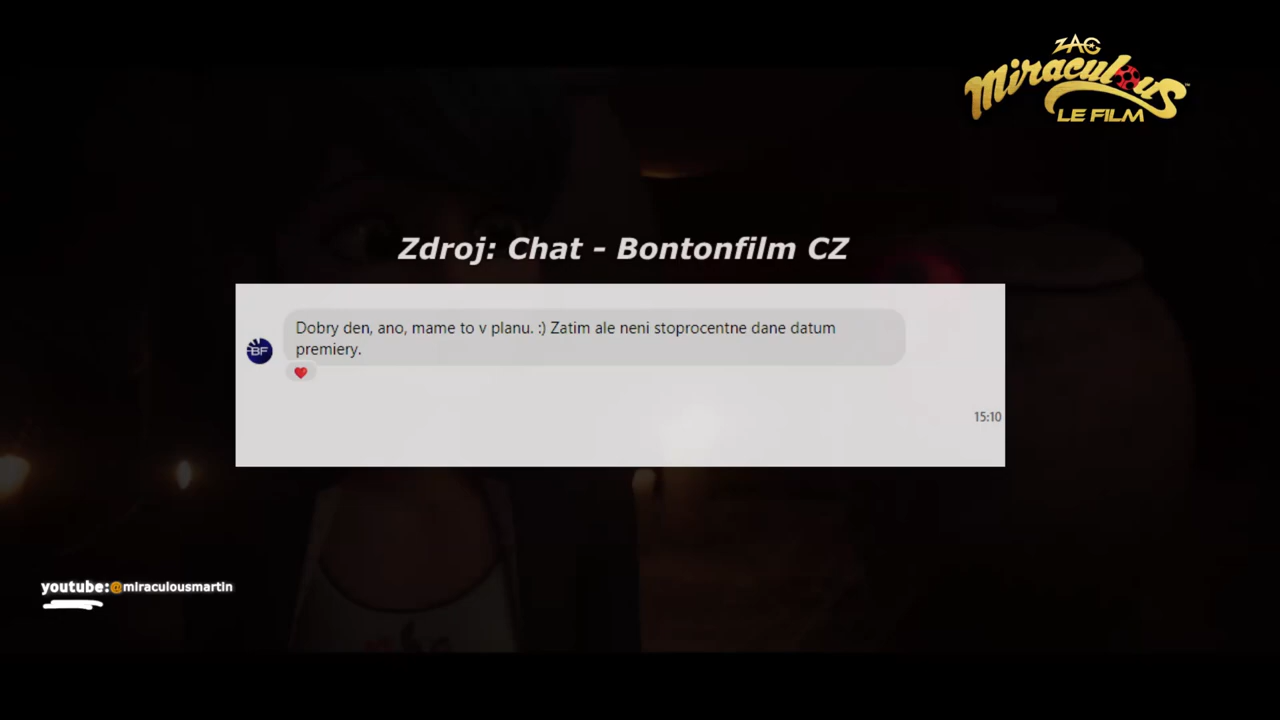 ZAG
Miraculous
LE FILM
Zdroj: Chat - Bontonfilm CZ
Dobry den, ano, mame to v planu. :) Zatim ale neni stoprocentne dane datum
premiery.
BF
15:10
youtube:@miraculousmartin